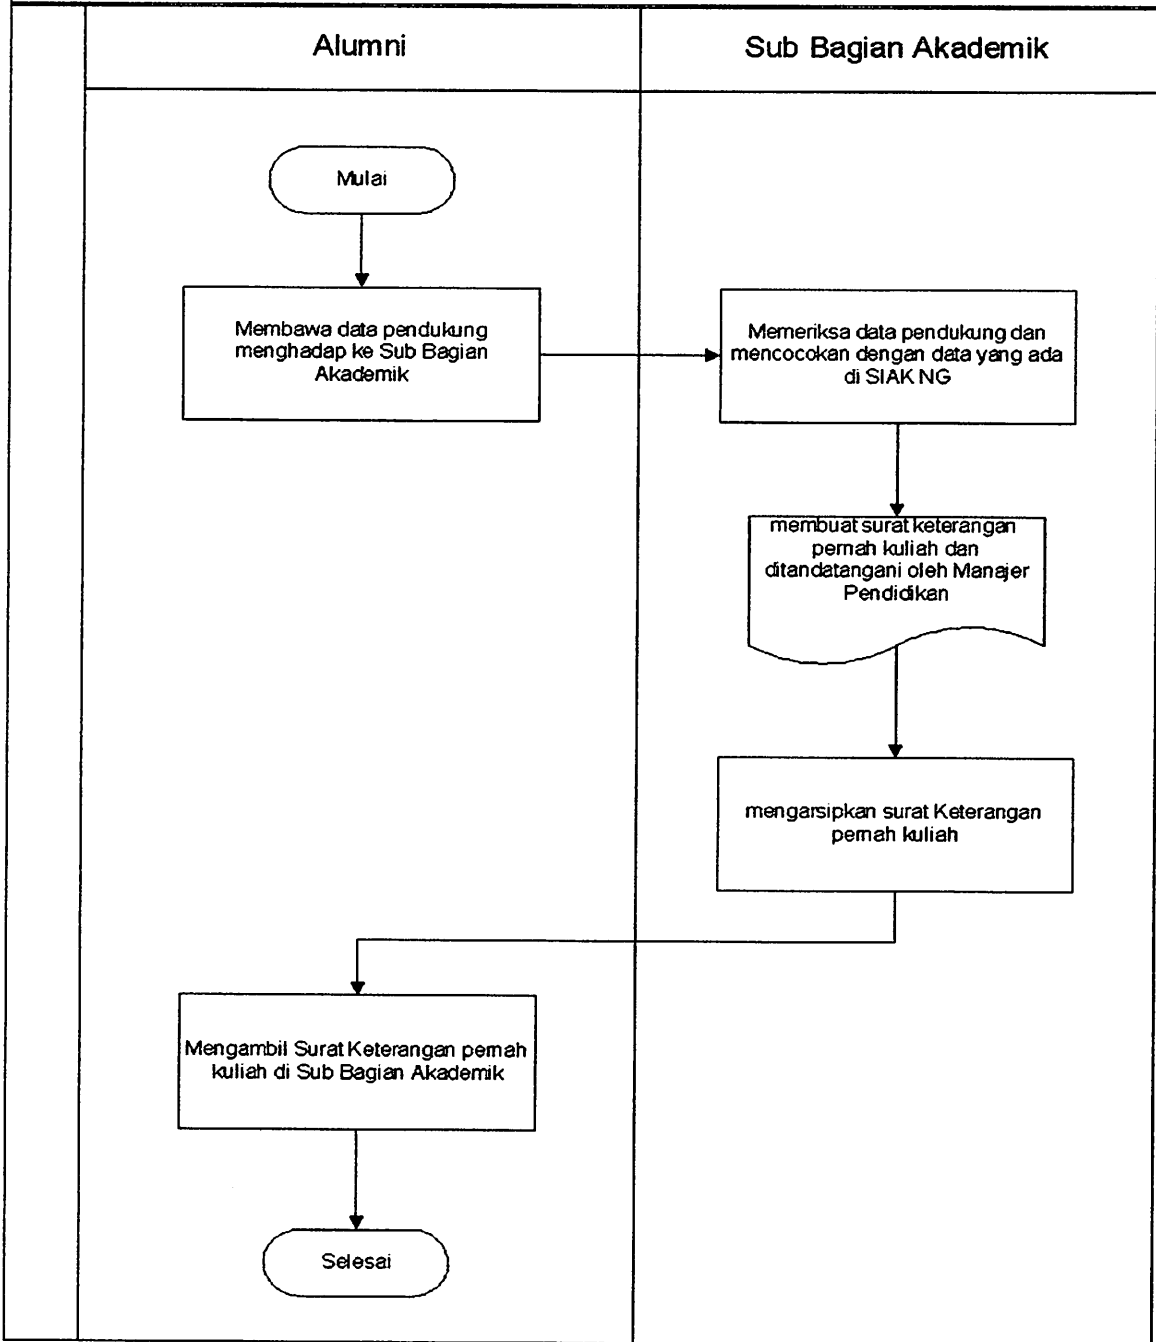 Alumni
Sub Bagian Akademik
Mulai
Membawa data pendukung
menghadap ke Sub Bagian
Akademik
Memeriksa data pendukung dan
mencocokan dengan data yang ada
di SIAK NG
membuat surat keterangan
pernah kuliah dan
ditandatangani oleh Manajer
Pendidikan
mengarsipkan surat Keterangan
pernah kuliah
Mengambil Surat Keterangan pernah
kuliah di Sub Bagian Akademik
Selesai